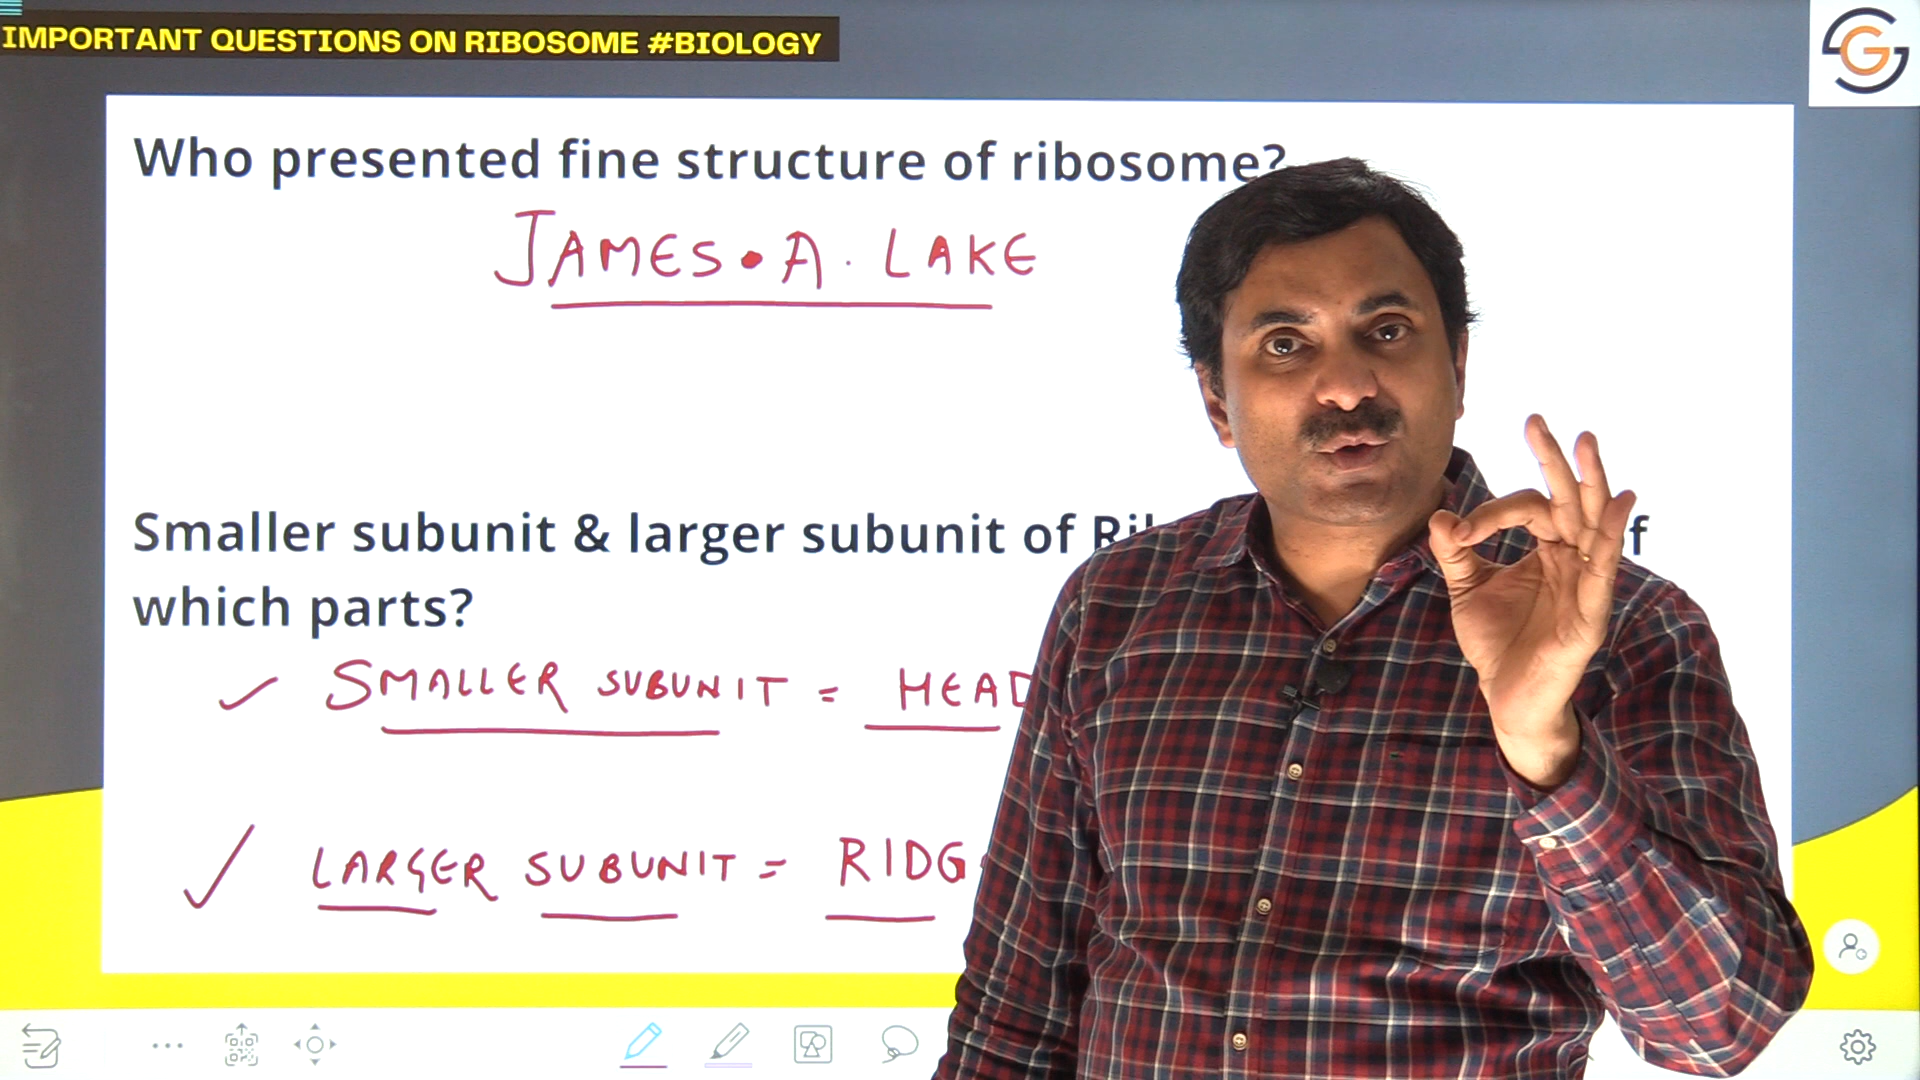 IMPORTANT QUESTIONS ON RIBOSOME #BIOLOGY
Who presented fine structure of ribosome?
JAMES • A. LAKE
Smaller subunit & larger subunit of
which parts?
SMALLER SUBUNIT = HEAD
LARGER SUBUNIT = RIDG